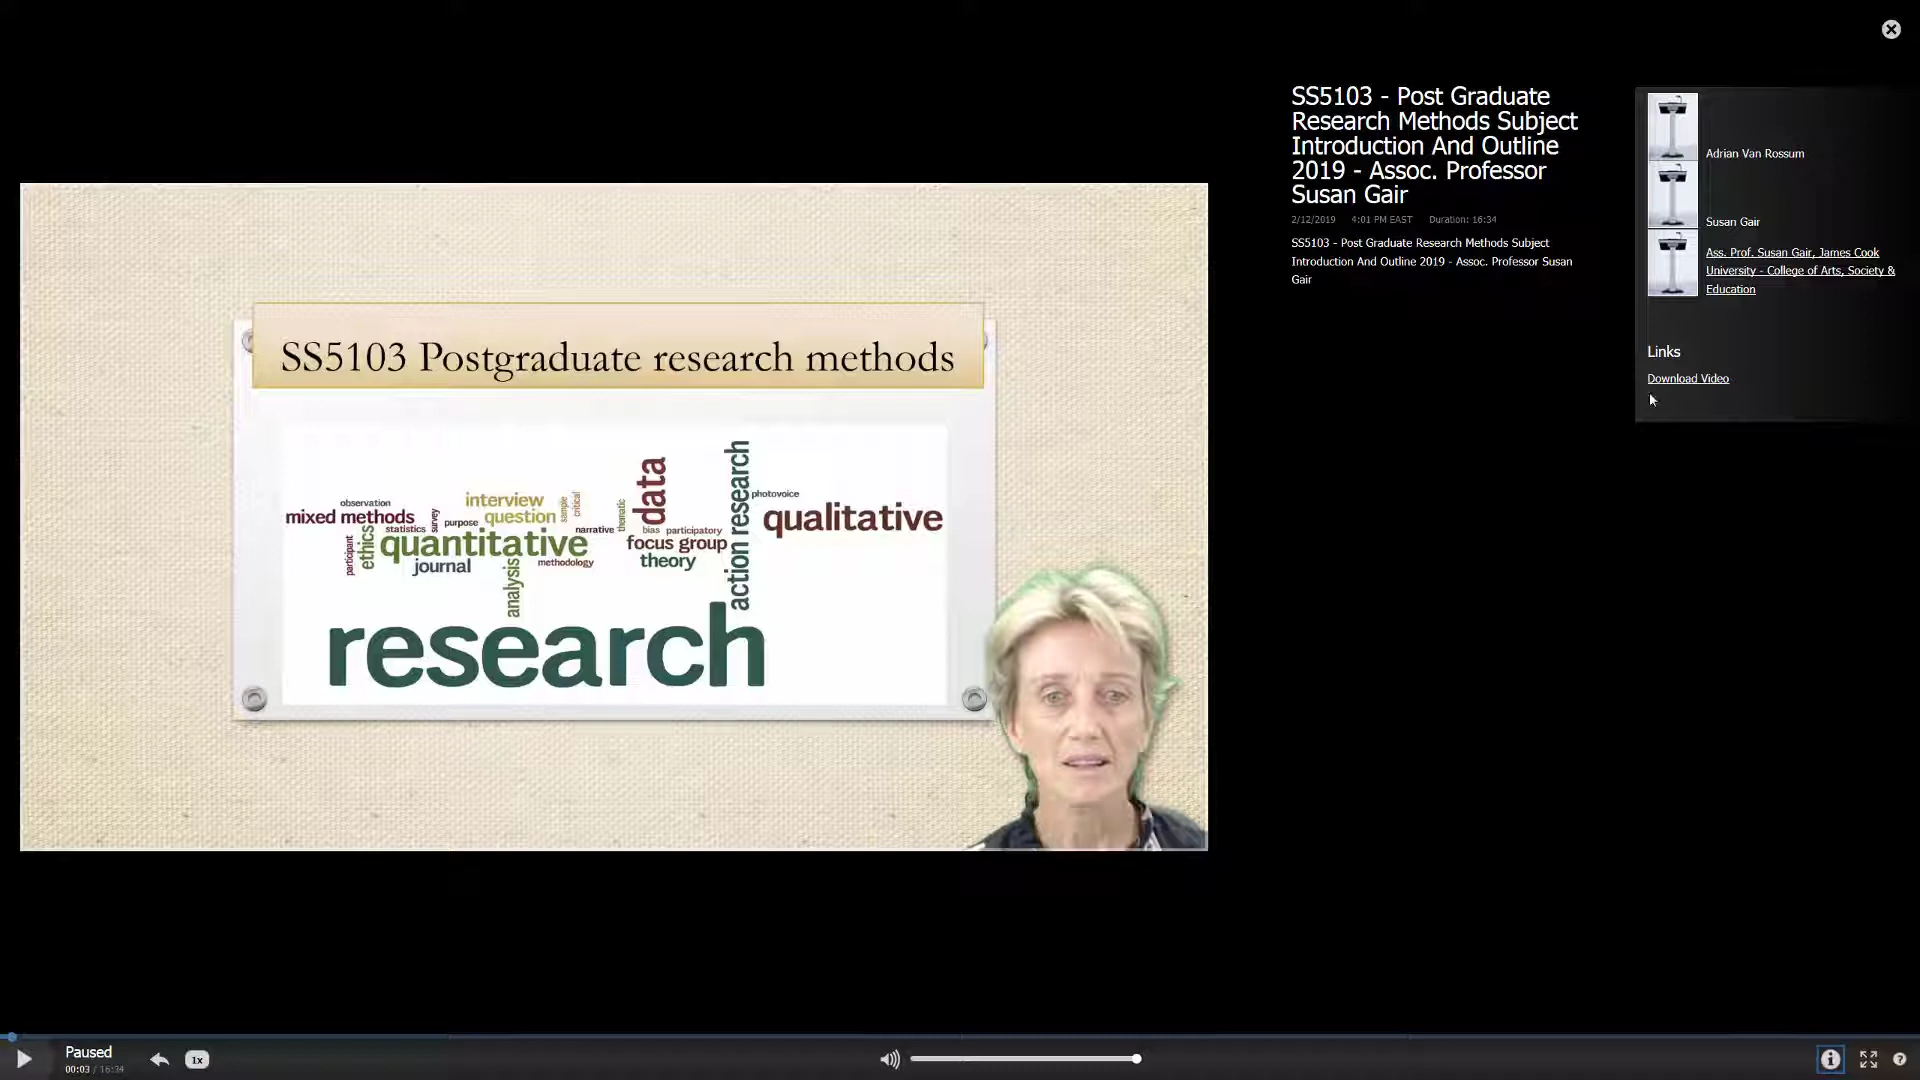 SS5103 - Post Graduate
Research Methods Subject
Introduction And Outline
2019 - Assoc. Professor
Susan Gair
2/12/2019 4:01 PM EAST Duration: 16:34
SS5103 - Post Graduate Research Methods Subject
Introduction And Outline 2019 - Assoc. Professor Susan
Gair
Adrian Van Rossum
Susan Gair
Ass. Prof. Susan Gair, James Cook
University - College of Arts, Society &
Education
Links
Download Video
SS5103 Postgraduate research methods
observation
mixed methods
statistics
survey
purpose
interview
question
sample
critical
participant
ethics
quantitative
journal
analysis
methodology
narrative
thematic
data
bias
participatory
focus group
theory
action research
photovoice
qualitative
research
Paused
00:03 / 16:34
1x